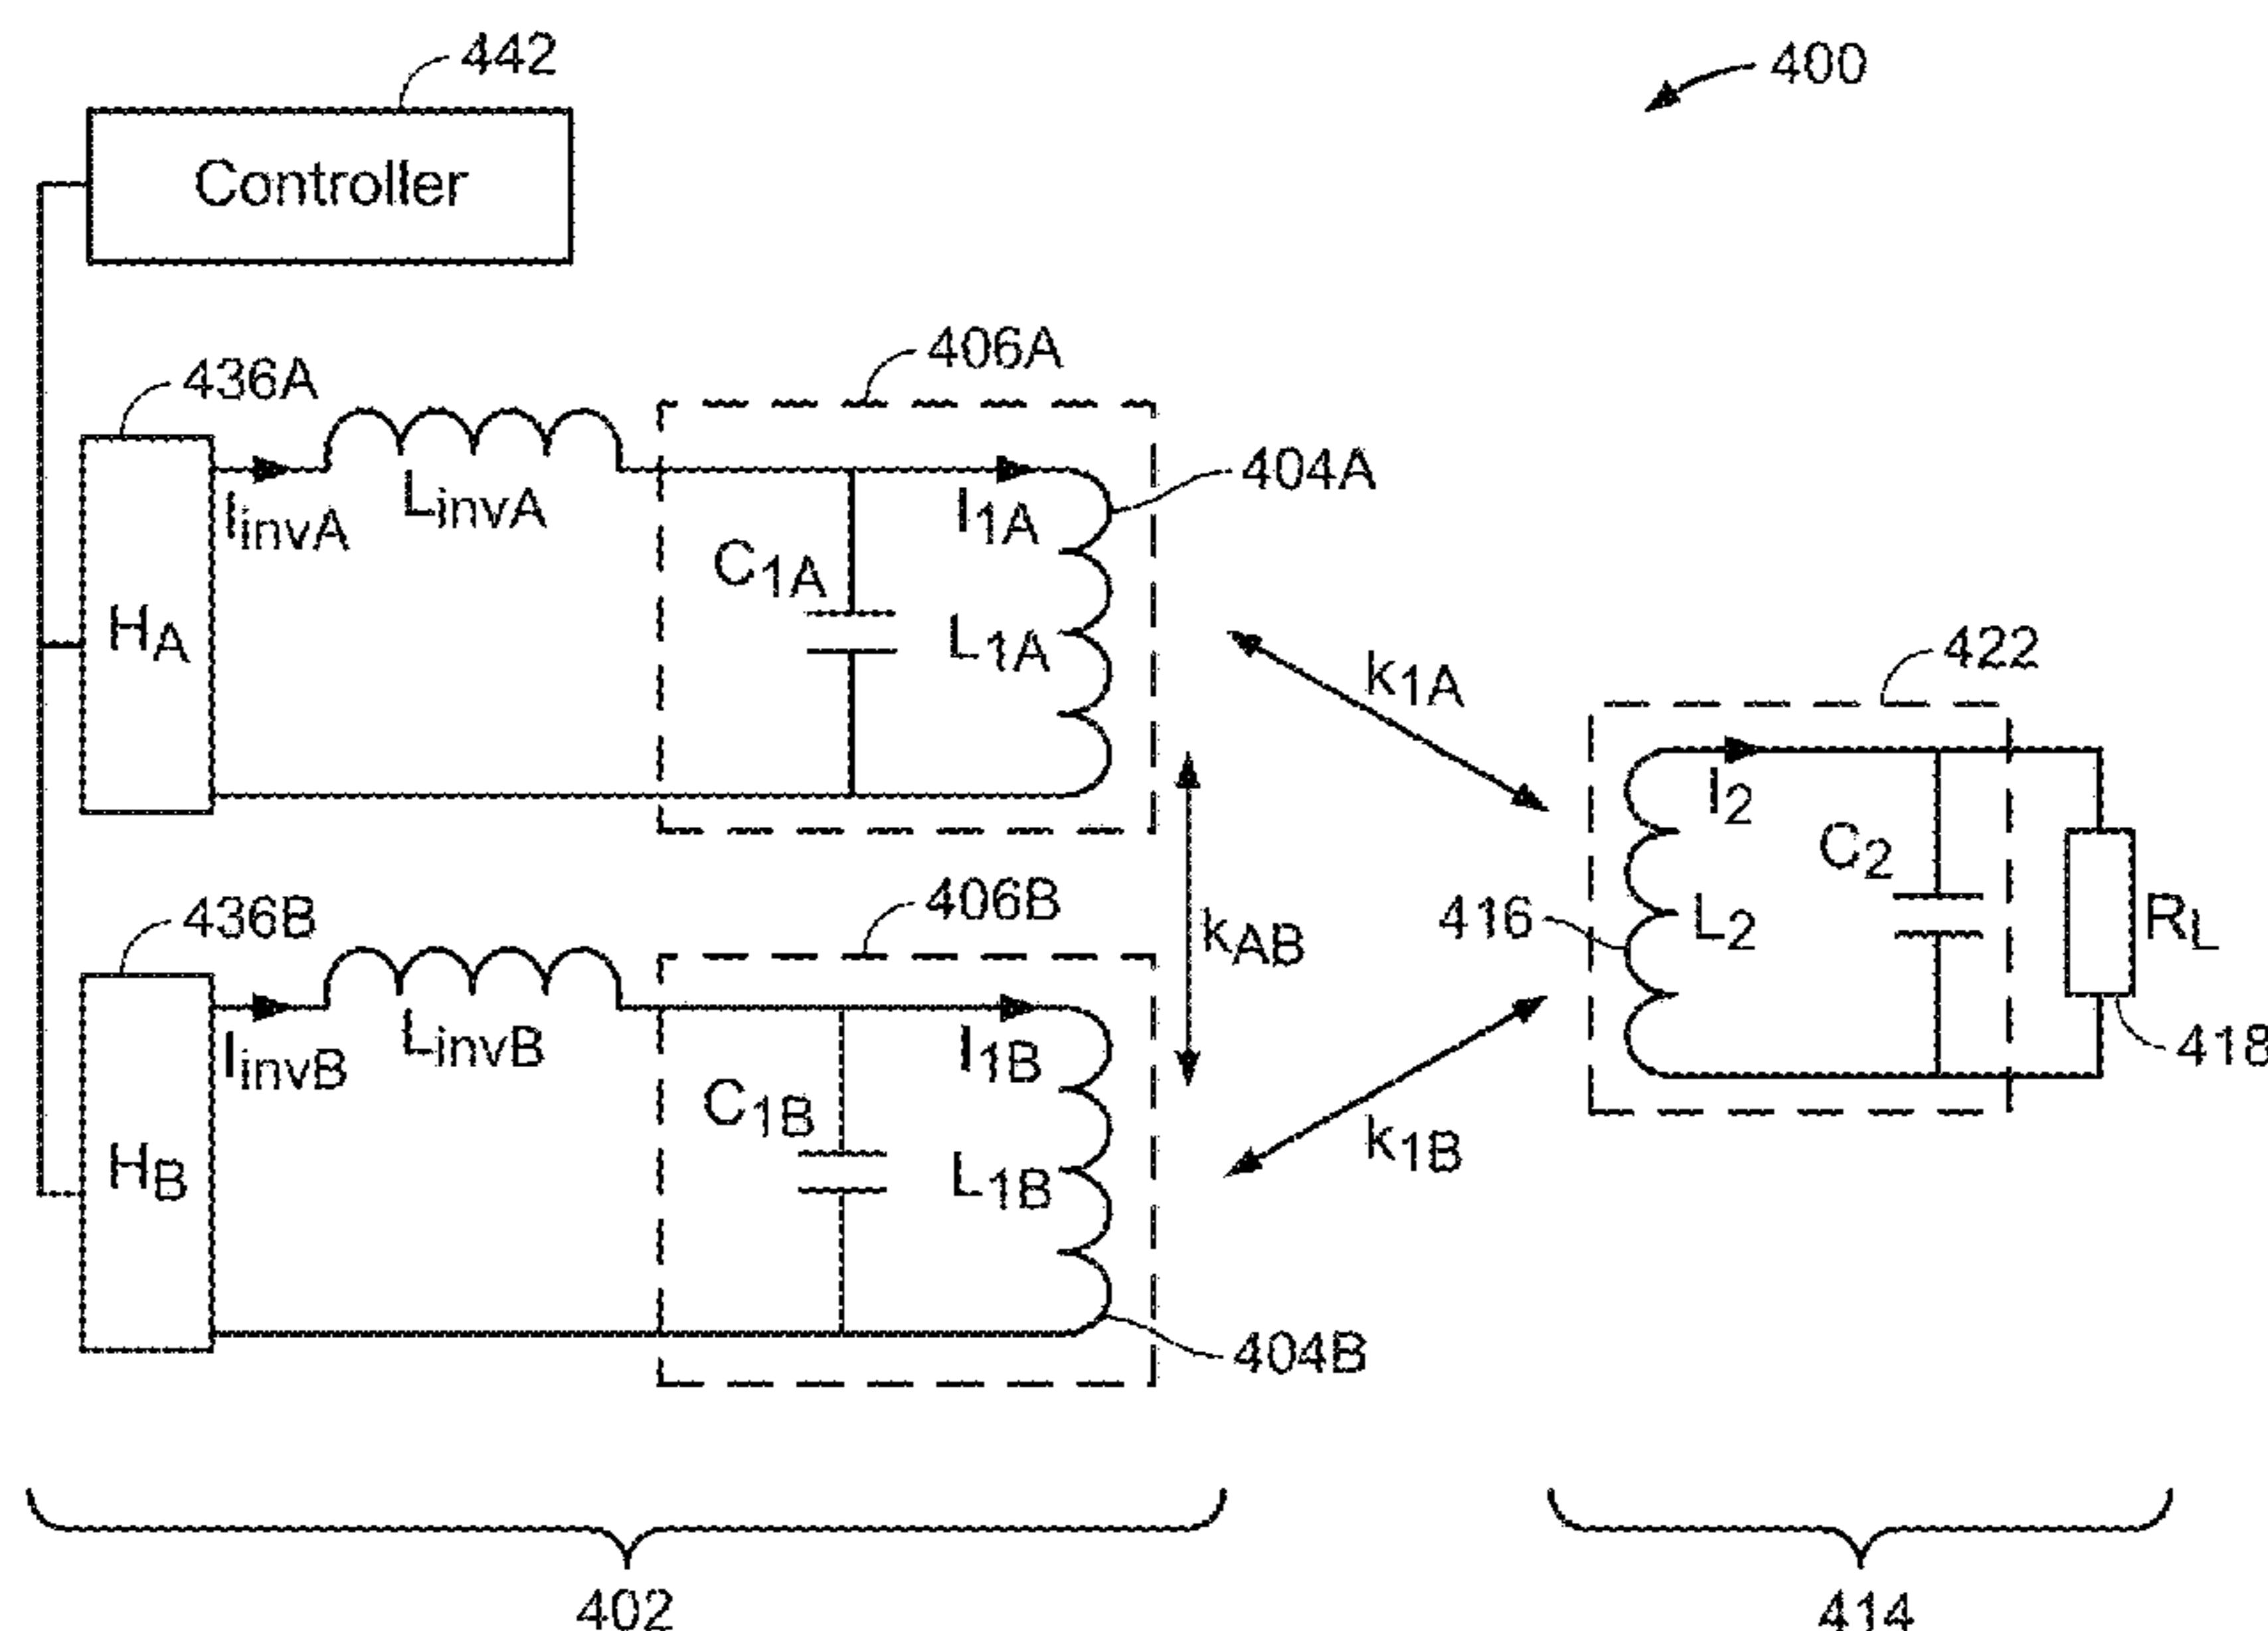 442
400
Controller
406A
436A
404A
IinvA
LinvA
I1A
C1A
HA
L1A
k1A
422
I2
C2
406B
436B
416
L2
RL
kAB
IinvB
LinvB
I1B
418
C1B
k1B
HB
L1B
404B
402
414